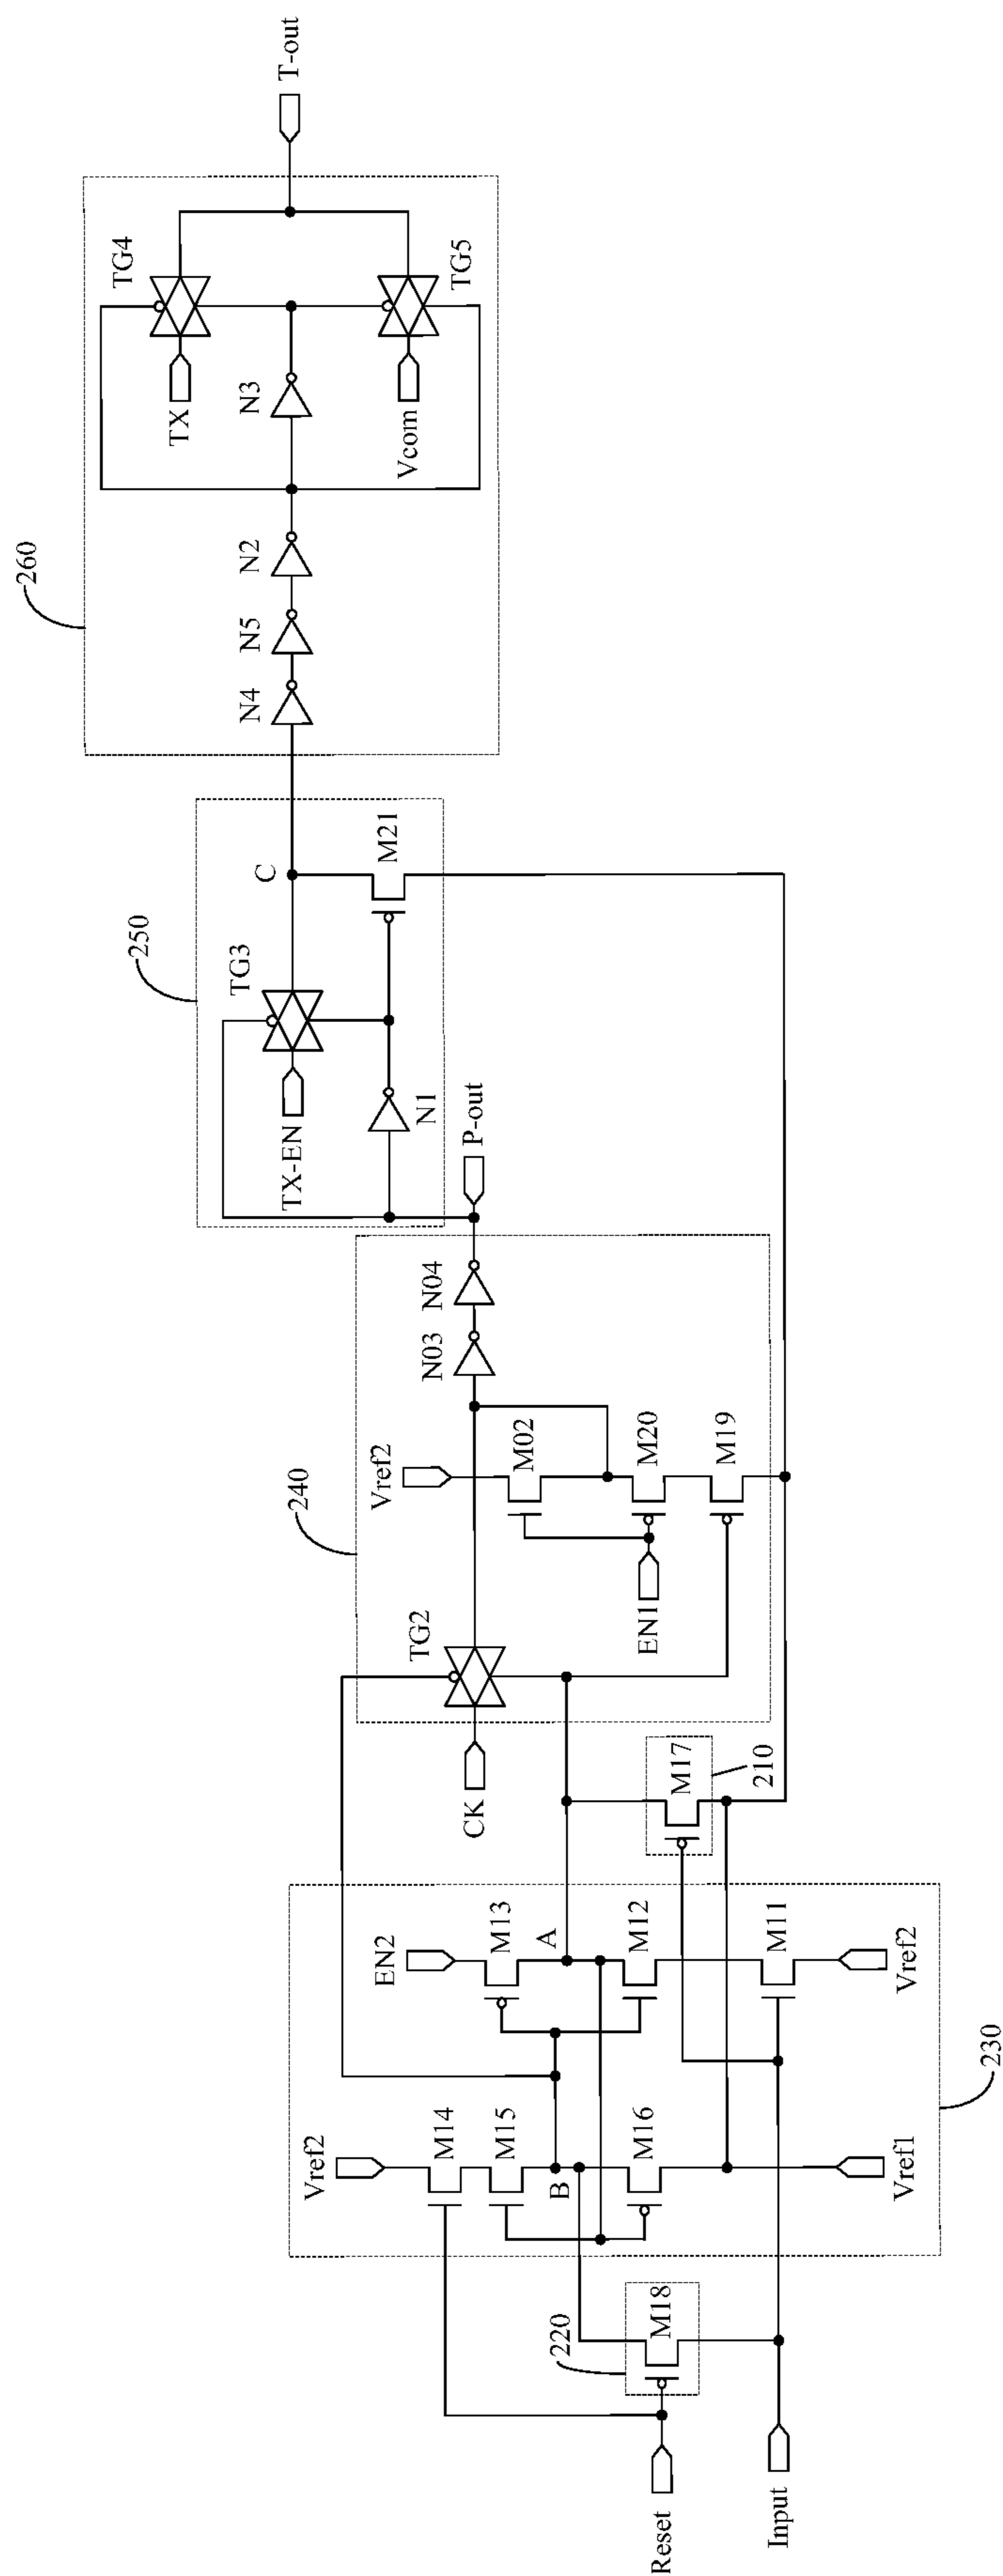 T-out
260
TG4
TX
N3
Vcom
TG5
N2
N5
N4
C
M21
250
TG3
TX-EN
N1
P-out
N04
N03
Vref2
M02
M20
M19
240
EN1
TG2
CK
M17
210
EN2
M13
A
M12
M11
Vref2
230
Vref2
M14
M15
B
M16
Vref1
220
M18
Reset
Input